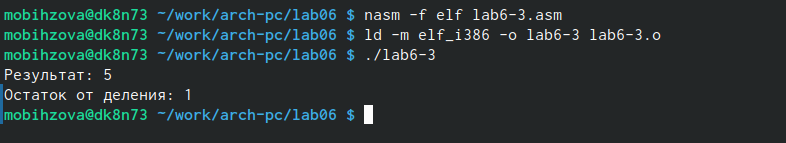 mobihzova@dk8n73 ~/work/arch-pc/lab06 $ nasm -f elf lab6-3.asm
mobihzova@dk8n73 ~/work/arch-pc/lab06 $ ld -m elf_i386 -o lab6-3 lab6-3.o
mobihzova@dk8n73 ~/work/arch-pc/lab06 $ ./lab6-3
Результат: 5
Остаток от деления: 1
mobihzova@dk8n73 ~/work/arch-pc/lab06 $